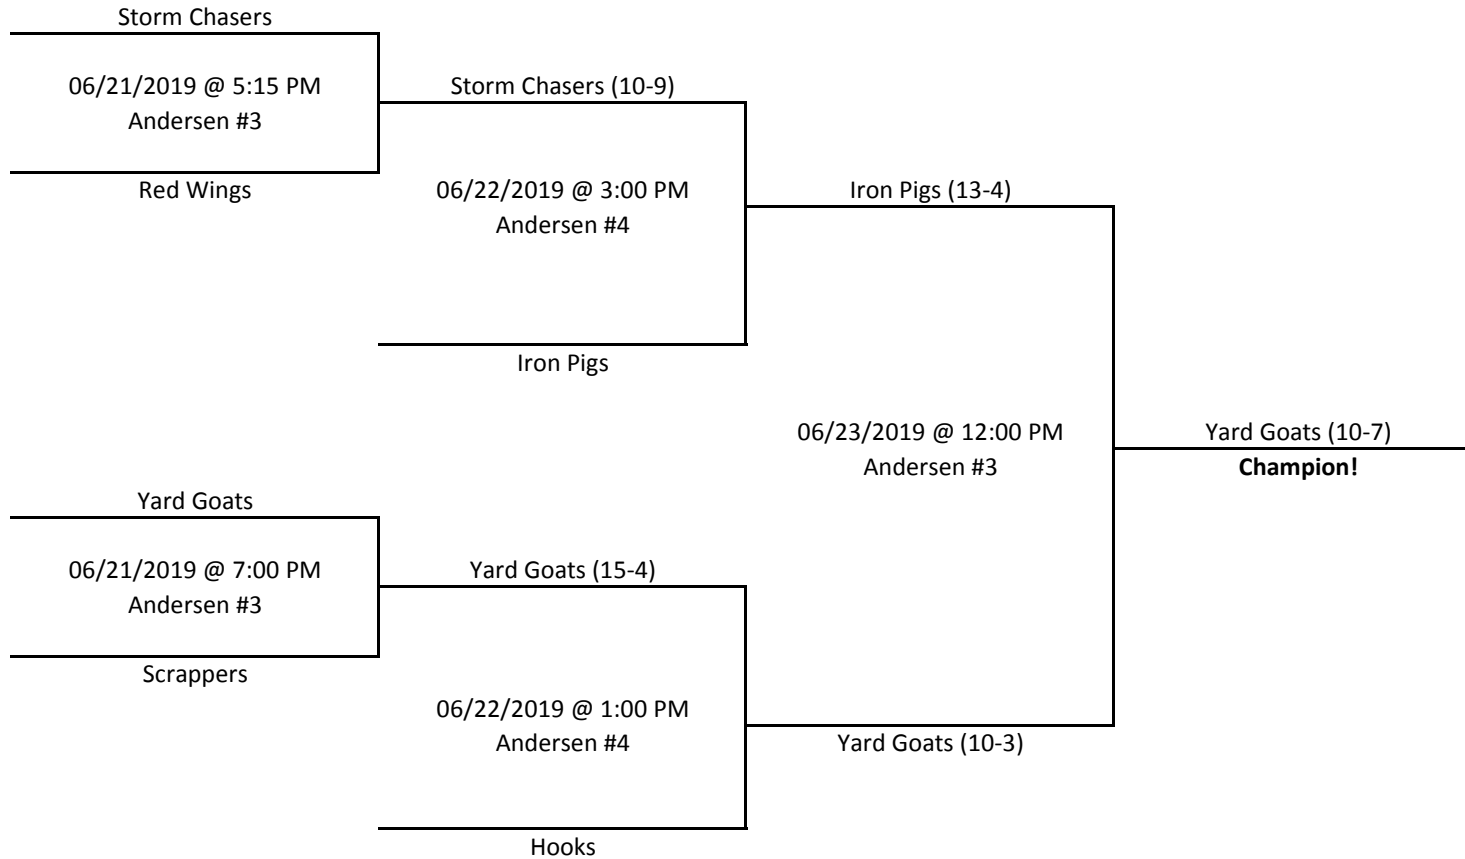 Storm Chasers
06/21/2019 @ 5:15 PM
Andersen #3
Red Wings
Storm Chasers (10-9)
06/22/2019 @ 3:00 PM
Andersen #4
Iron Pigs
Iron Pigs (13-4)
06/23/2019 @ 12:00 PM
Andersen #3
Yard Goats (10-7)
Champion!
Yard Goats
06/21/2019 @ 7:00 PM
Andersen #3
Scrappers
Yard Goats (15-4)
06/22/2019 @ 1:00 PM
Andersen #4
Hooks
Yard Goats (10-3)